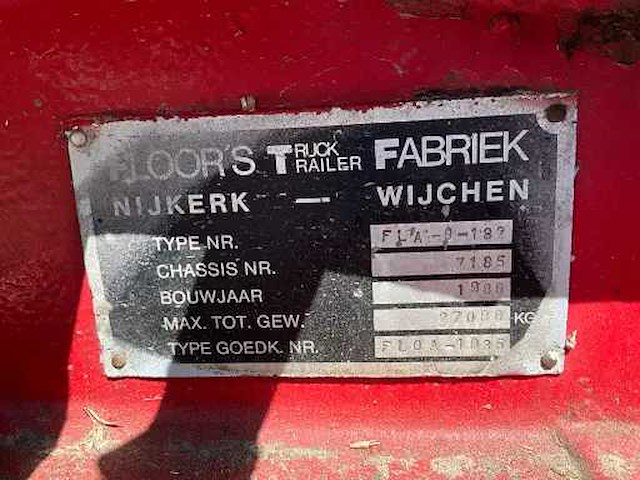 FLOOR'S TRUCK TRAILER FABRIEK
NIJKERK — WIJCHEN
TYPE NR.
CHASSIS NR. 7185
BOUWJAAR
MAX. TOT. GEW. KG
TYPE GOEDK. NR.